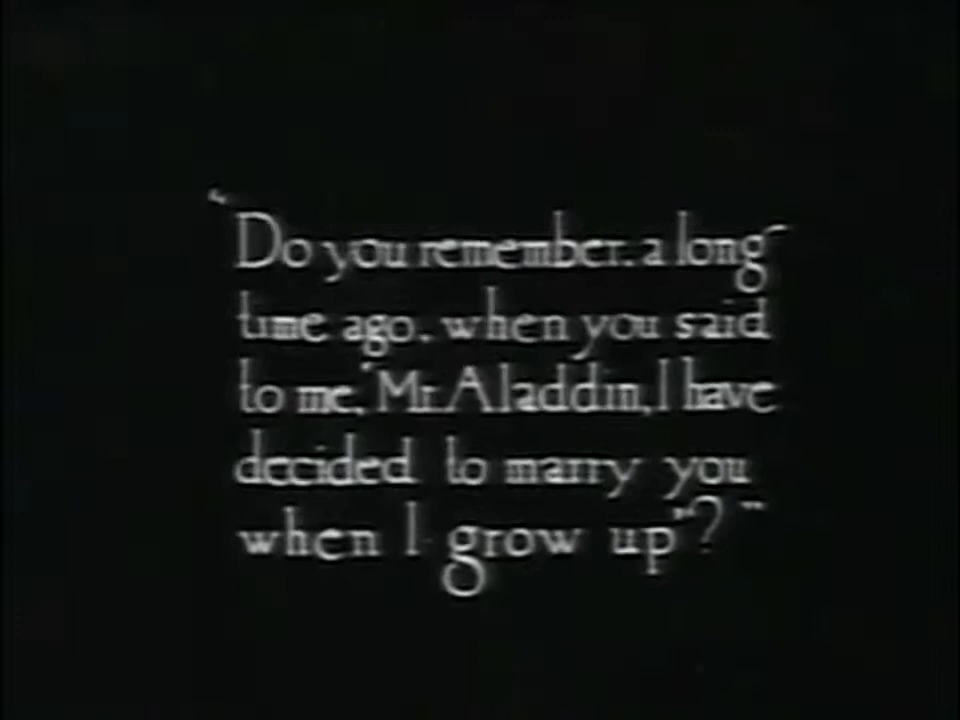 "Do you remember, a long
time ago, when you said
to me, "Mr. Aladdin, I have
decided to marry you
when I grow up"?"